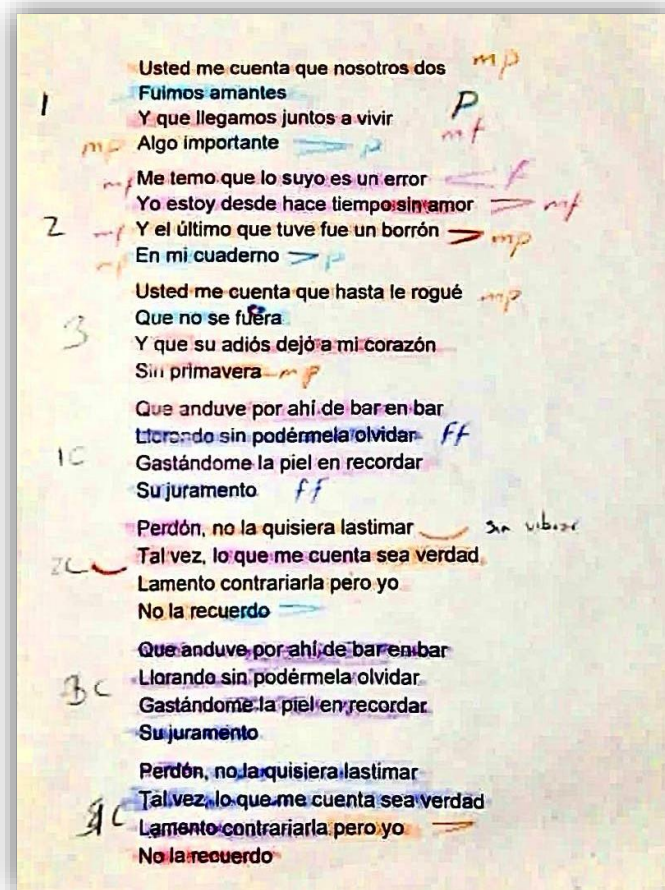 Usted me cuenta que nosotros dos mp
1 Fuimos amantes
Y que llegamos juntos a vivir P
mp Algo importante p mf
mf Me temo que lo suyo es un error f
Yo estoy desde hace tiempo sin amor mf
2 mf Y el último que tuve fue un borrón mp
mp En mi cuaderno p
Usted me cuenta que hasta le rogué mp
Que no se fuera
3 Y que su adiós dejó a mi corazón
Sin primavera mp
Que anduve por ahí de bar en bar
Llorando sin podérmela olvidar ff
1C Gastándome la piel en recordar
Su juramento ff
Perdón, no la quisiera lastimar sin vibrar
2C Tal vez, lo que me cuenta sea verdad
Lamento contrariarla pero yo
No la recuerdo
Que anduve por ahí de bar en bar
Llorando sin podérmela olvidar
3C Gastándome la piel en recordar
Su juramento
Perdón, no la quisiera lastimar
Tal vez, lo que me cuenta sea verdad
4C Lamento contrariarla pero yo
No la recuerdo